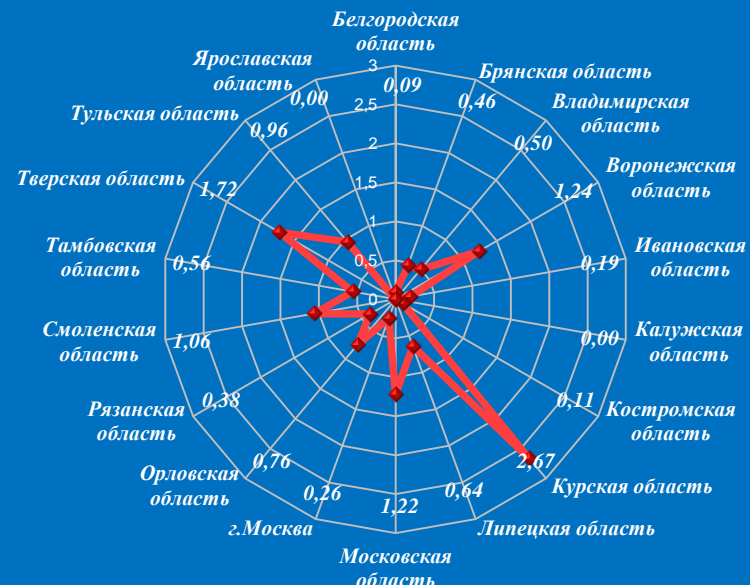 Белгородская
область
0,09
Брянская область
0,46
Владимирская
область
0,50
Воронежская
область
1,24
Ивановская
область
0,19
Калужская
область
0,00
Костромская
область
0,11
Курская область
2,67
Липецкая область
0,64
Московская
область
1,22
г.Москва
0,26
Орловская
область
0,76
Рязанская
область
0,38
Смоленская
область
1,06
Тамбовская
область
0,56
Тверская область
1,72
Тульская область
0,96
Ярославская
область
0,00
3
2,5
2
1,5
1
0,5
0